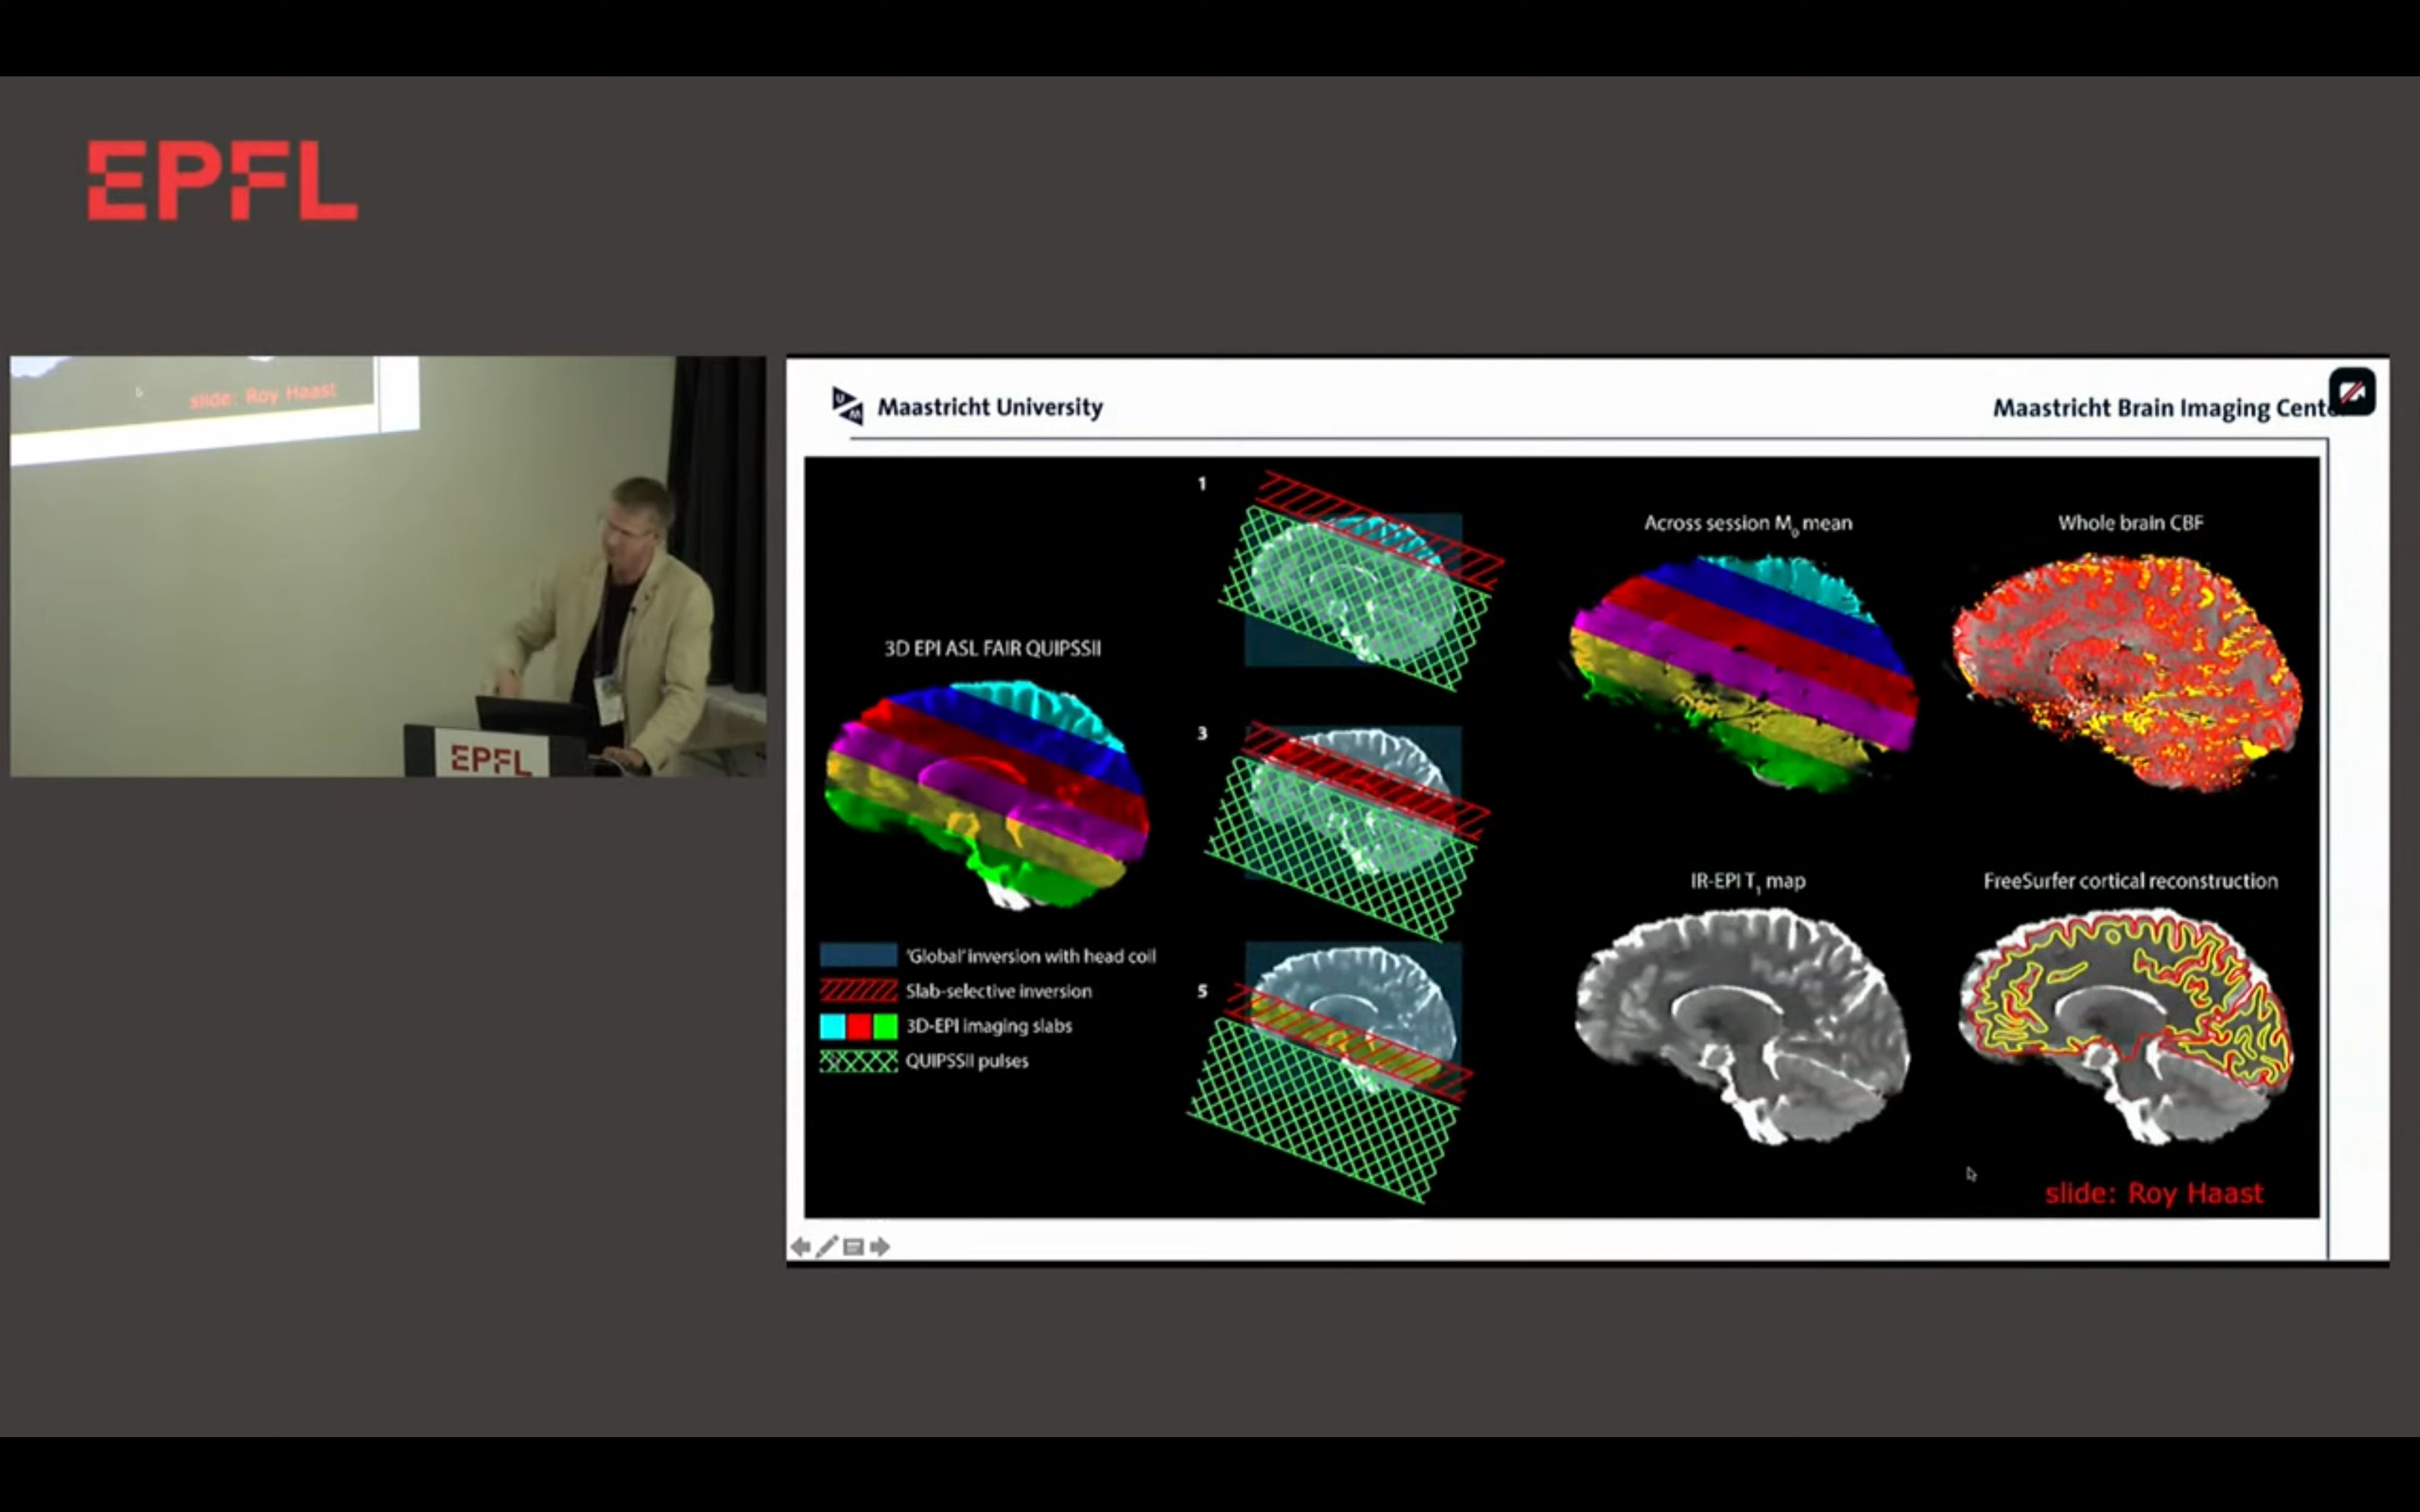 EPFL
slide: Roy Haast
EPFL
Maastricht University
Maastricht Brain Imaging
3D EPI ASL FAIR QUIPSSII
'Global' inversion with head coil
Slab-selective inversion
3D-EPI imaging slabs
QUIPSSII pulses
1
3
5
Across session M0 mean
Whole brain CBF
IR-EPI T1 map
FreeSurfer cortical reconstruction
slide: Roy Haast